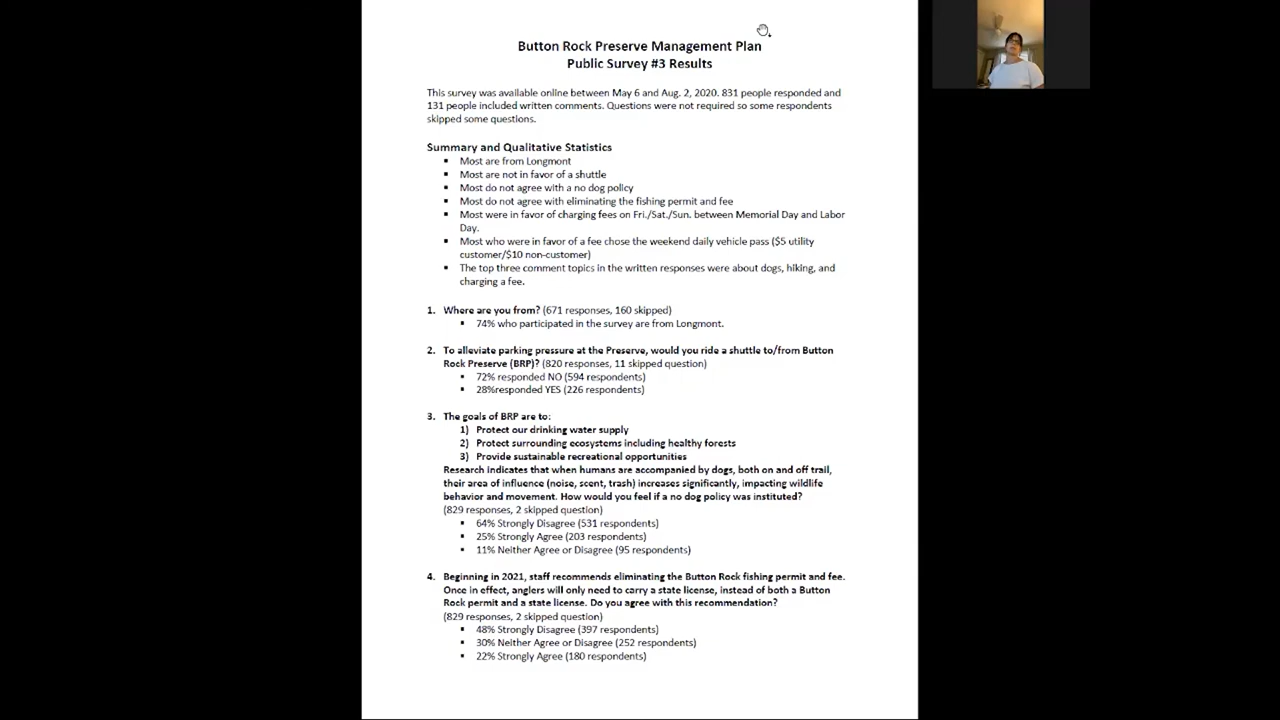 Button Rock Preserve Management Plan
Public Survey #3 Results
This survey was available online between May 6 and Aug. 2, 2020. 831 people responded and
131 people included written comments. Questions were not required so some respondents
skipped some questions.
Summary and Qualitative Statistics
▪ Most are from Longmont
▪ Most are not in favor of a shuttle
▪ Most do not agree with a no dog policy
▪ Most do not agree with eliminating the fishing permit and fee
▪ Most were in favor of charging fees on Fri./Sat./Sun. between Memorial Day and Labor
Day.
▪ Most who were in favor of a fee chose the weekend daily vehicle pass ($5 utility
customer/$10 non-customer)
▪ The top three comment topics in the written responses were about dogs, hiking, and
charging a fee.
1. Where are you from? (671 responses, 160 skipped)
▪ 74% who participated in the survey are from Longmont.
2. To alleviate parking pressure at the Preserve, would you ride a shuttle to/from Button
Rock Preserve (BRP)? (820 responses, 11 skipped question)
▪ 72% responded NO (594 respondents)
▪ 28%responded YES (226 respondents)
3. The goals of BRP are to:
1) Protect our drinking water supply
2) Protect surrounding ecosystems including healthy forests
3) Provide sustainable recreational opportunities
Research indicates that when humans are accompanied by dogs, both on and off trail,
their area of influence (noise, scent, trash) increases significantly, impacting wildlife
behavior and movement. How would you feel if a no dog policy was instituted?
(829 responses, 2 skipped question)
▪ 64% Strongly Disagree (531 respondents)
▪ 25% Strongly Agree (203 respondents)
▪ 11% Neither Agree or Disagree (95 respondents)
4. Beginning in 2021, staff recommends eliminating the Button Rock fishing permit and fee.
Once in effect, anglers will only need to carry a state license, instead of both a Button
Rock permit and a state license. Do you agree with this recommendation?
(829 responses, 2 skipped question)
▪ 48% Strongly Disagree (397 respondents)
▪ 30% Neither Agree or Disagree (252 respondents)
▪ 22% Strongly Agree (180 respondents)